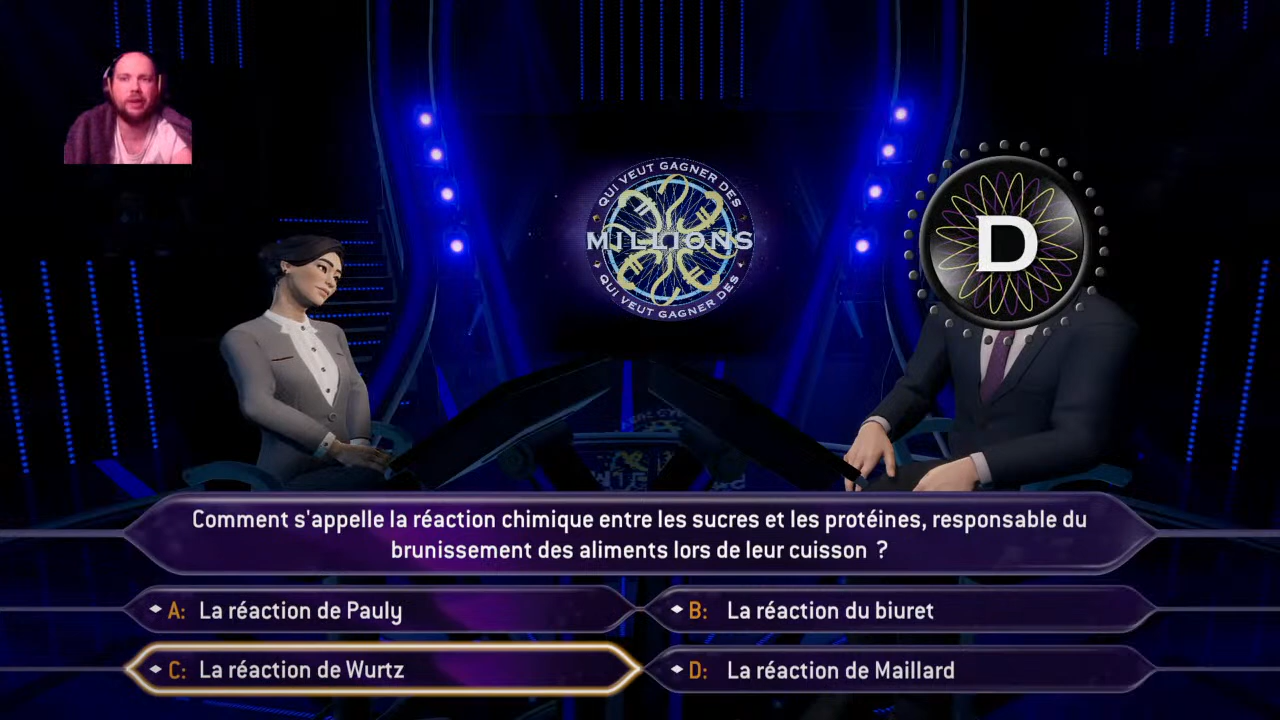 QUI VEUT GAGNER DES
MILLIONS
QUI VEUT GAGNER DES
D
Comment s'appelle la réaction chimique entre les sucres et les protéines, responsable du
brunissement des aliments lors de leur cuisson ?
A: La réaction de Pauly
B: La réaction du biuret
C: La réaction de Wurtz
D: La réaction de Maillard